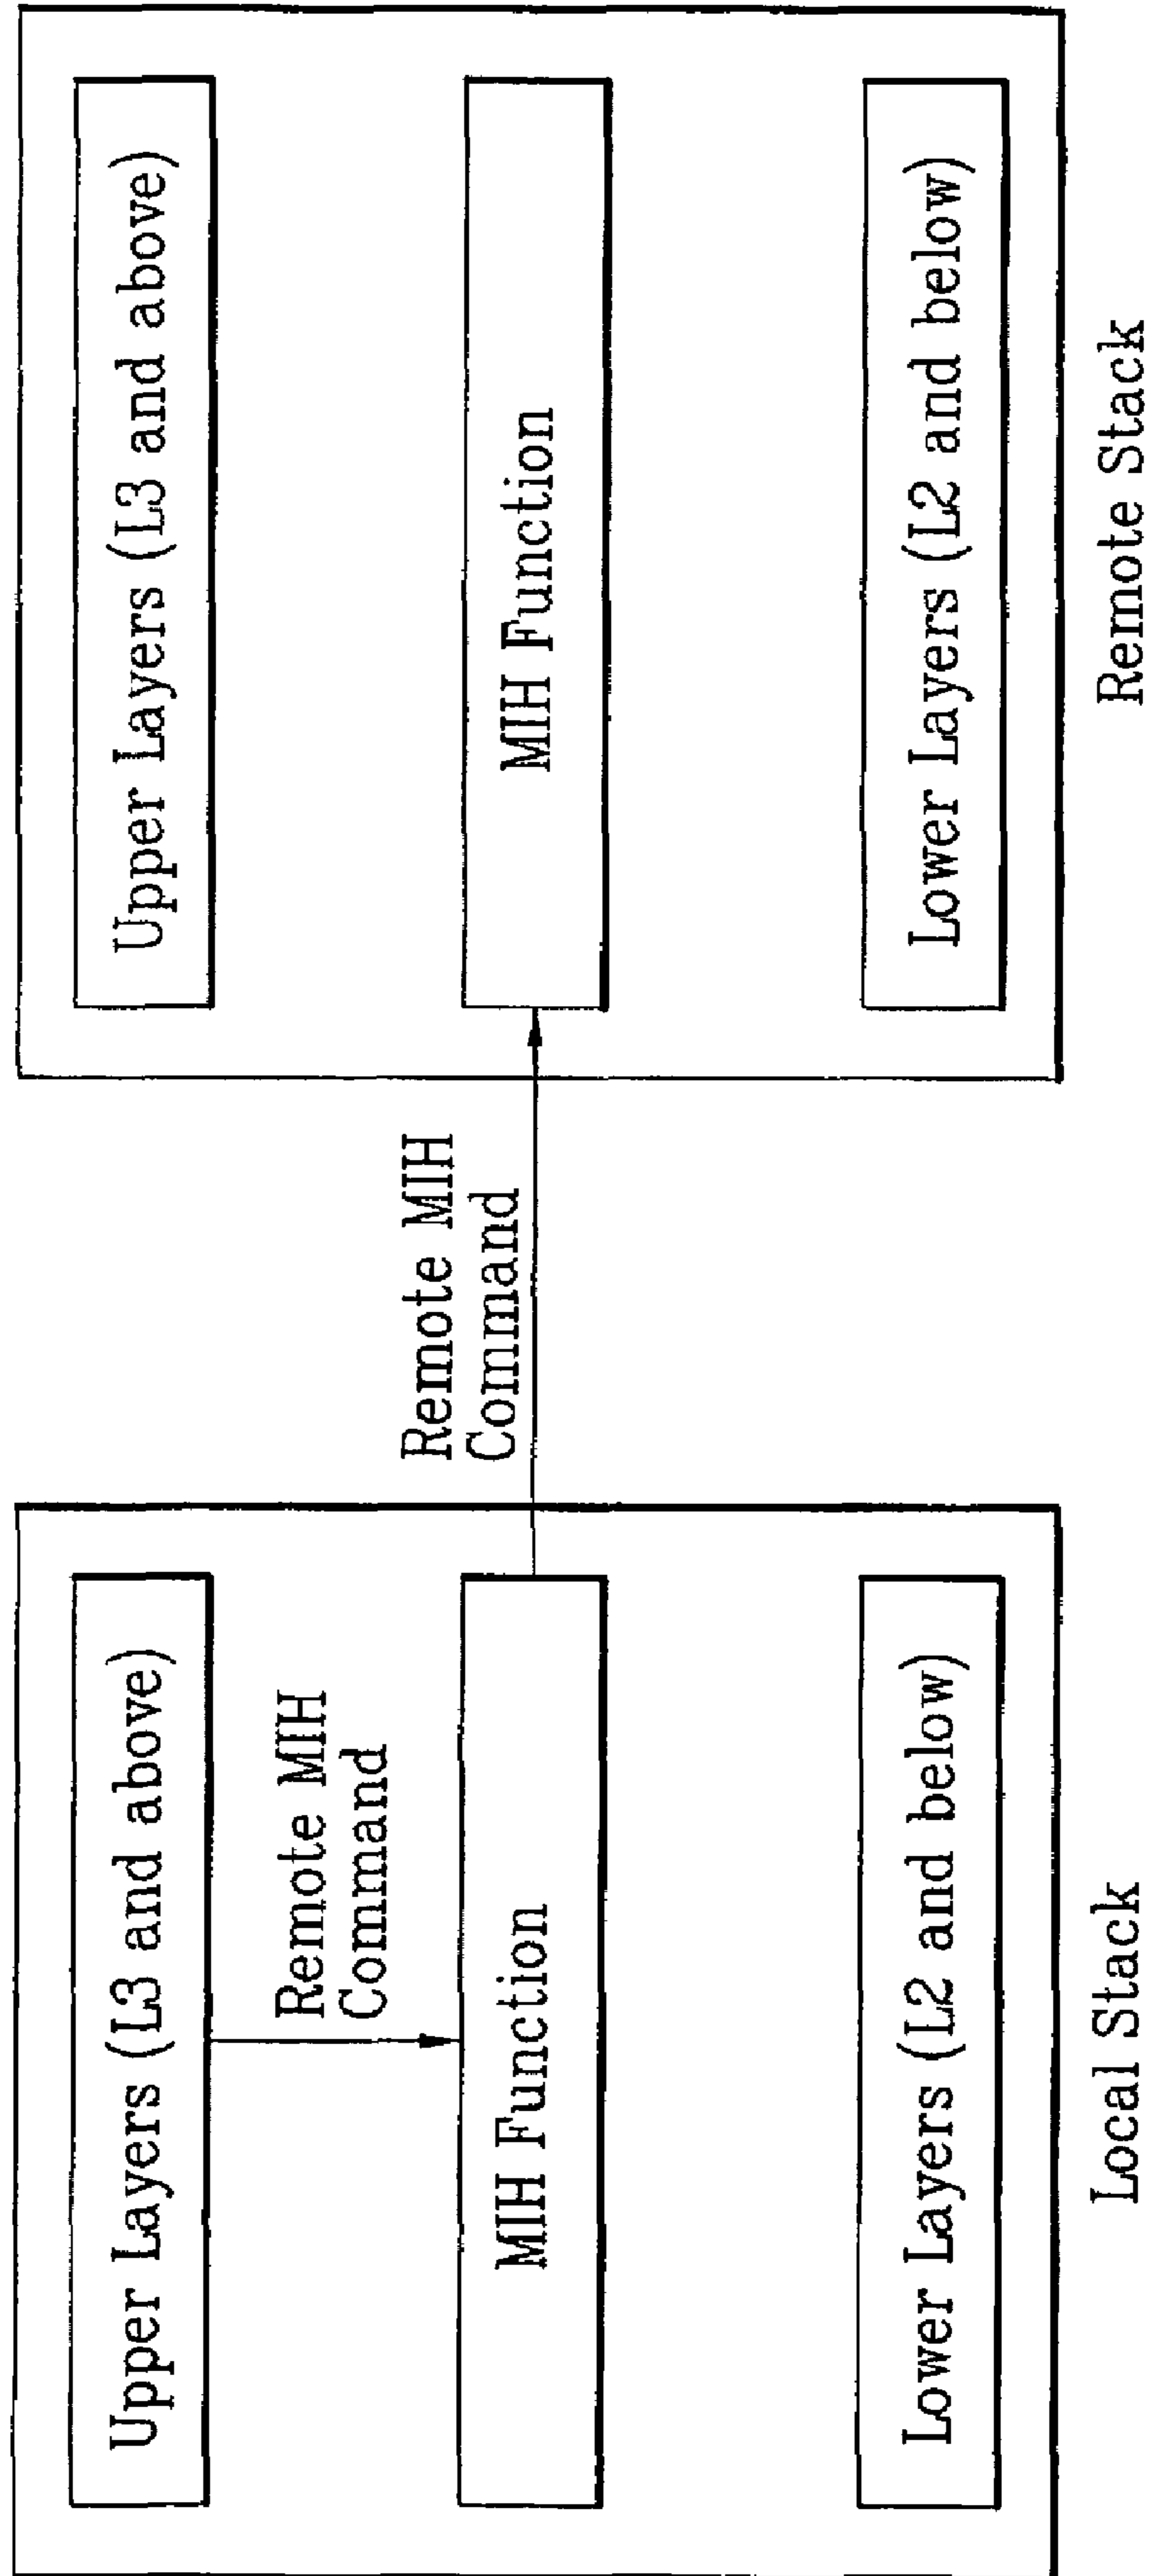 Upper Layers (L3 and above)
Remote MIH
Command
MIH Function
Lower Layers (L2 and below)
Local Stack
Remote MIH
Command
Upper Layers (L3 and above)
MIH Function
Lower Layers (L2 and below)
Remote Stack